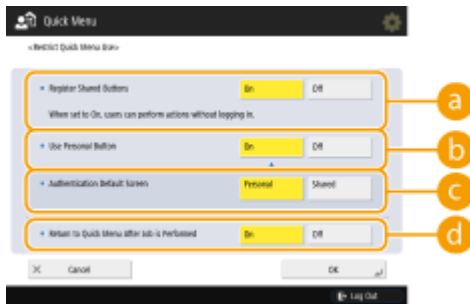 Quick Menu
<Restrict Quick Menu Use>
Register Shared Buttons
On
Off
a
When set to On, users can perform actions without logging in.
Use Personal Button
On
Off
b
Authentication Default Screen
Personal
Shared
c
Return to Quick Menu After Job is Performed
On
Off
d
Cancel
OK
Log Out